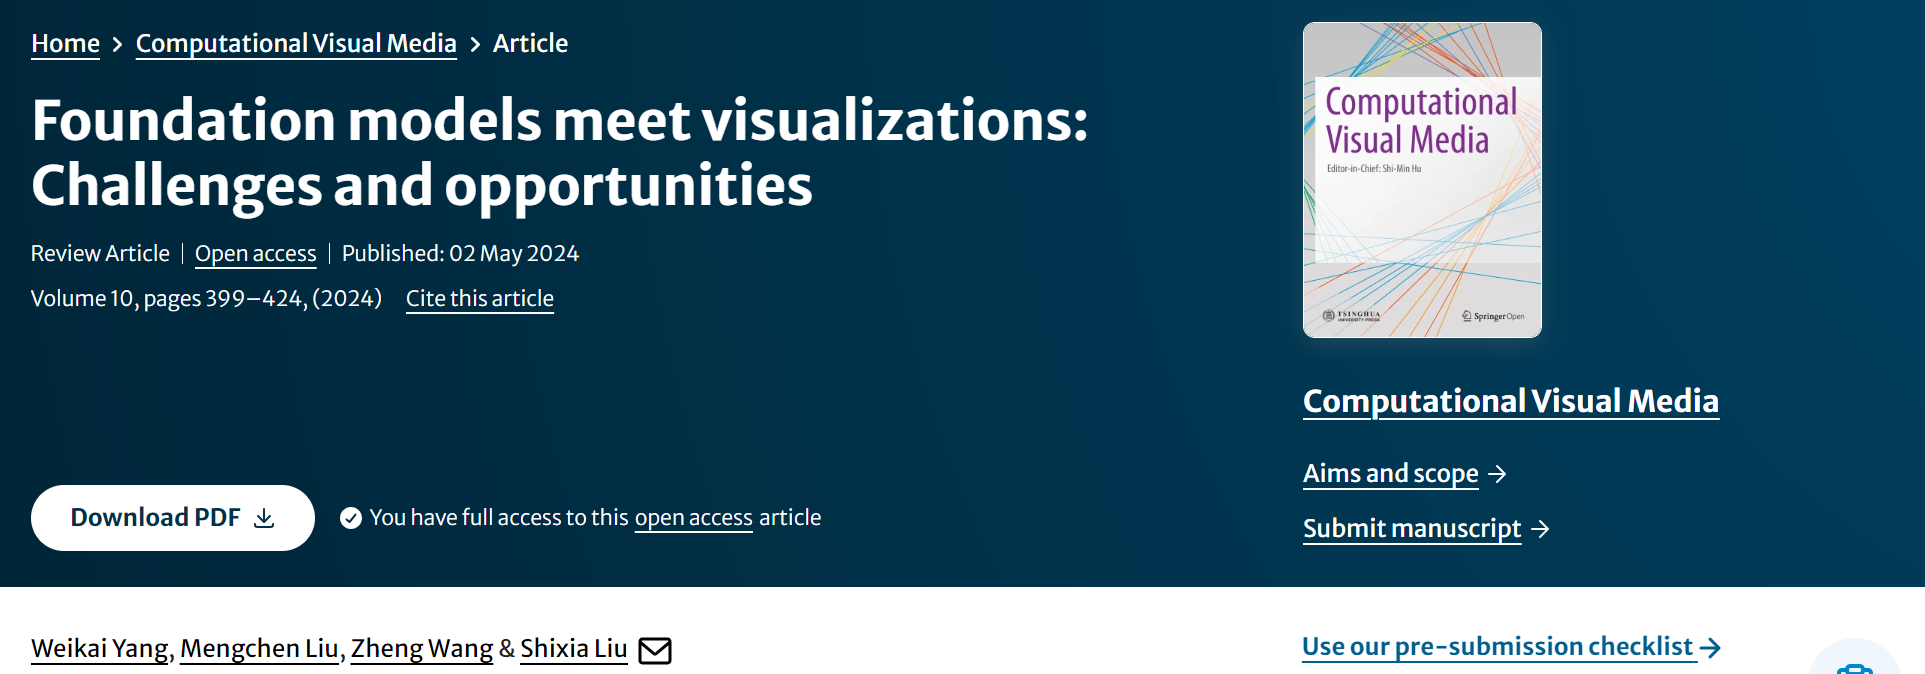 Home > Computational Visual Media > Article
Foundation models meet visualizations:
Challenges and opportunities
Review Article | Open access | Published: 02 May 2024
Volume 10, pages 399–424, (2024) Cite this article
Download PDF
You have full access to this open access article
Weikai Yang, Mengchen Liu, Zheng Wang & Shixia Liu
Computational
Visual Media
Editor-in-Chief: Shi-Min Hu
TSINGHUA
UNIVERSITY PRESS
SpringerOpen
Computational Visual Media
Aims and scope →
Submit manuscript →
Use our pre-submission checklist →